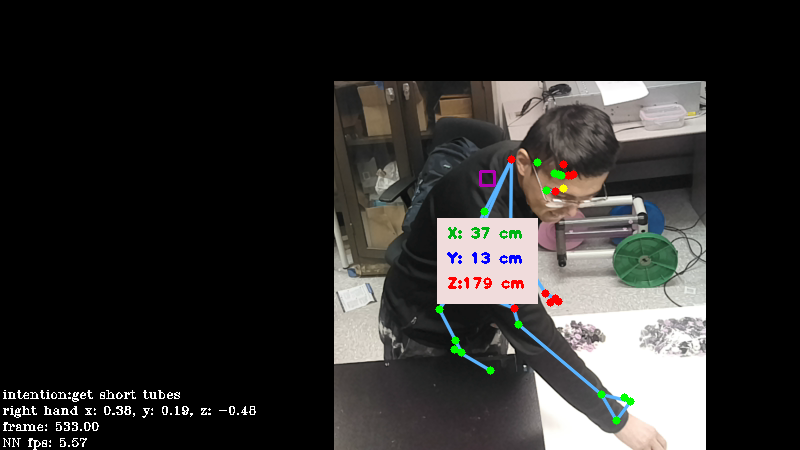 X: 37 cm
Y: 13 cm
Z:179 cm
intention:get short tubes
right hand x: 0.38, y: 0.19, z: -0.48
frame: 533.00
NN fps: 5.57